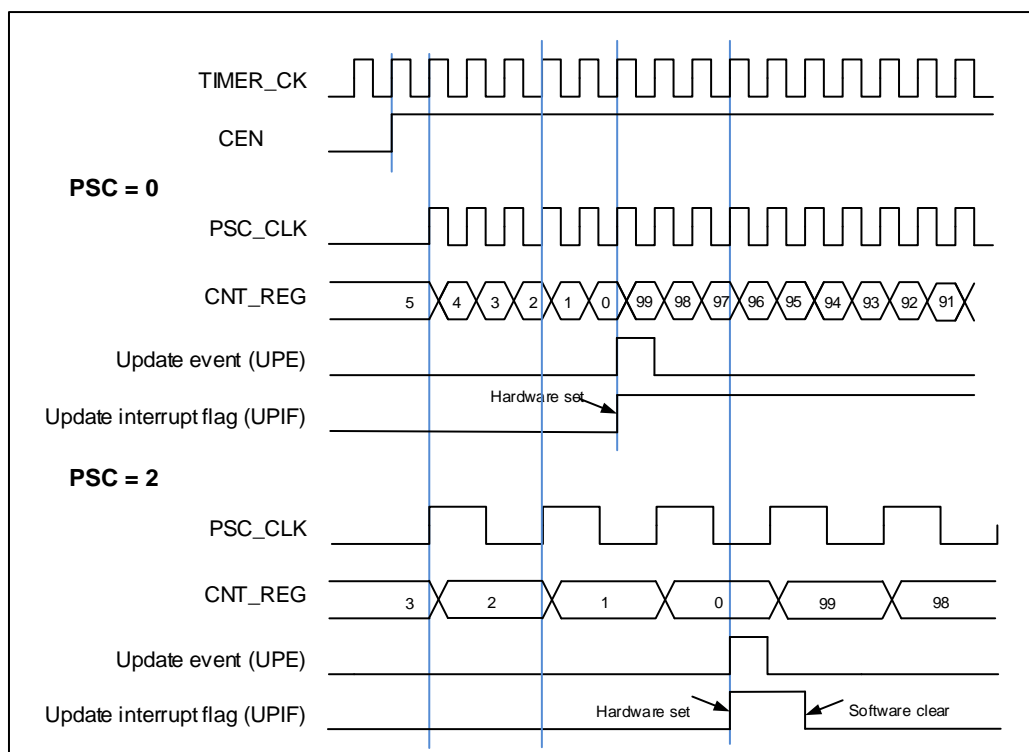 TIMER_CK
CEN
PSC = 0
PSC_CLK
CNT_REG 5 4 3 2 1 0 99 98 97 96 95 94 93 92 91
Update event (UPE)
Hardware set
Update interrupt flag (UPIF)
PSC = 2
PSC_CLK
CNT_REG 3 2 1 0 99 98
Update event (UPE)
Update interrupt flag (UPIF) Hardware set Software clear